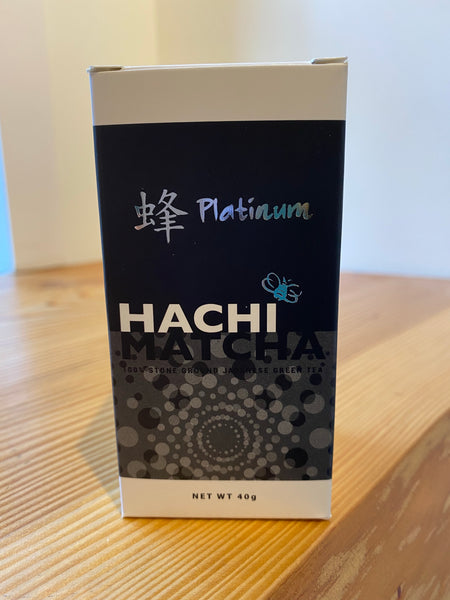 蜂 Platinum
HACHI
MATCHA
100% STONE GROUND JAPANESE GREEN TEA
NET WT 40g